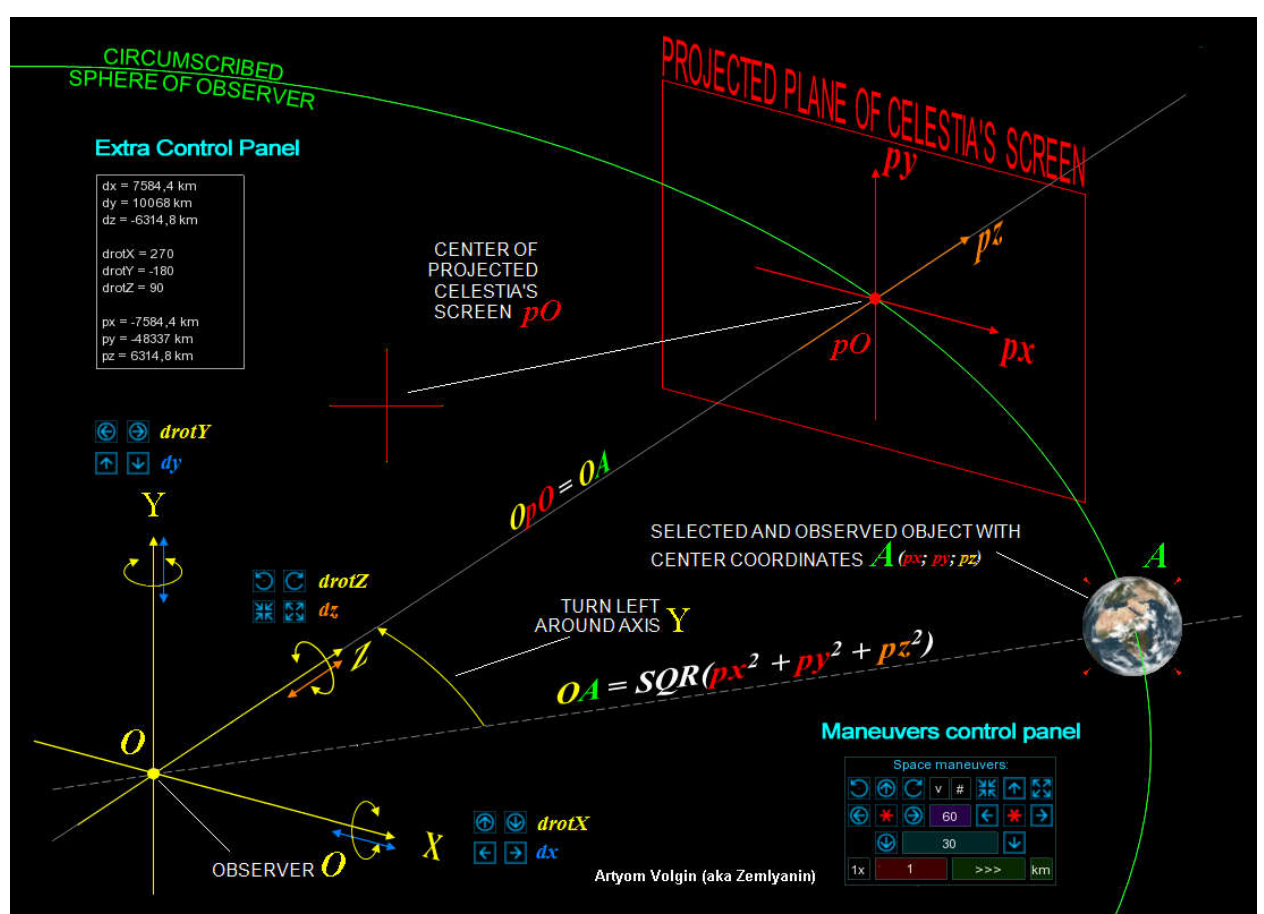 CIRCUMSCRIBED
SPHERE OF OBSERVER
PROJECTED PLANE OF CELESTIA'S SCREEN
Extra Control Panel
dx = 7584,4 km
dy = 10068 km
dz = -6314,8 km
drotX = 270
drotY = -180
drotZ = 90
px = -7584,4 km
py = -48337 km
pz = 6314,8 km
py
pz
px
pO
CENTER OF
PROJECTED
CELESTIA'S
SCREEN pO
drotY
dy
Y
OpO = OA
SELECTED AND OBSERVED OBJECT WITH
CENTER COORDINATES A (px; py; pz)
A
drotZ
dz
TURN LEFT
AROUND AXIS Y
Z
OA = SQR(px² + py² + pz²)
O
X
drotX
dx
OBSERVER O
Maneuvers control panel
Space maneuvers:
v #
60
30
1x 1 >>> km
Artyom Volgin (aka Zemlyanin)